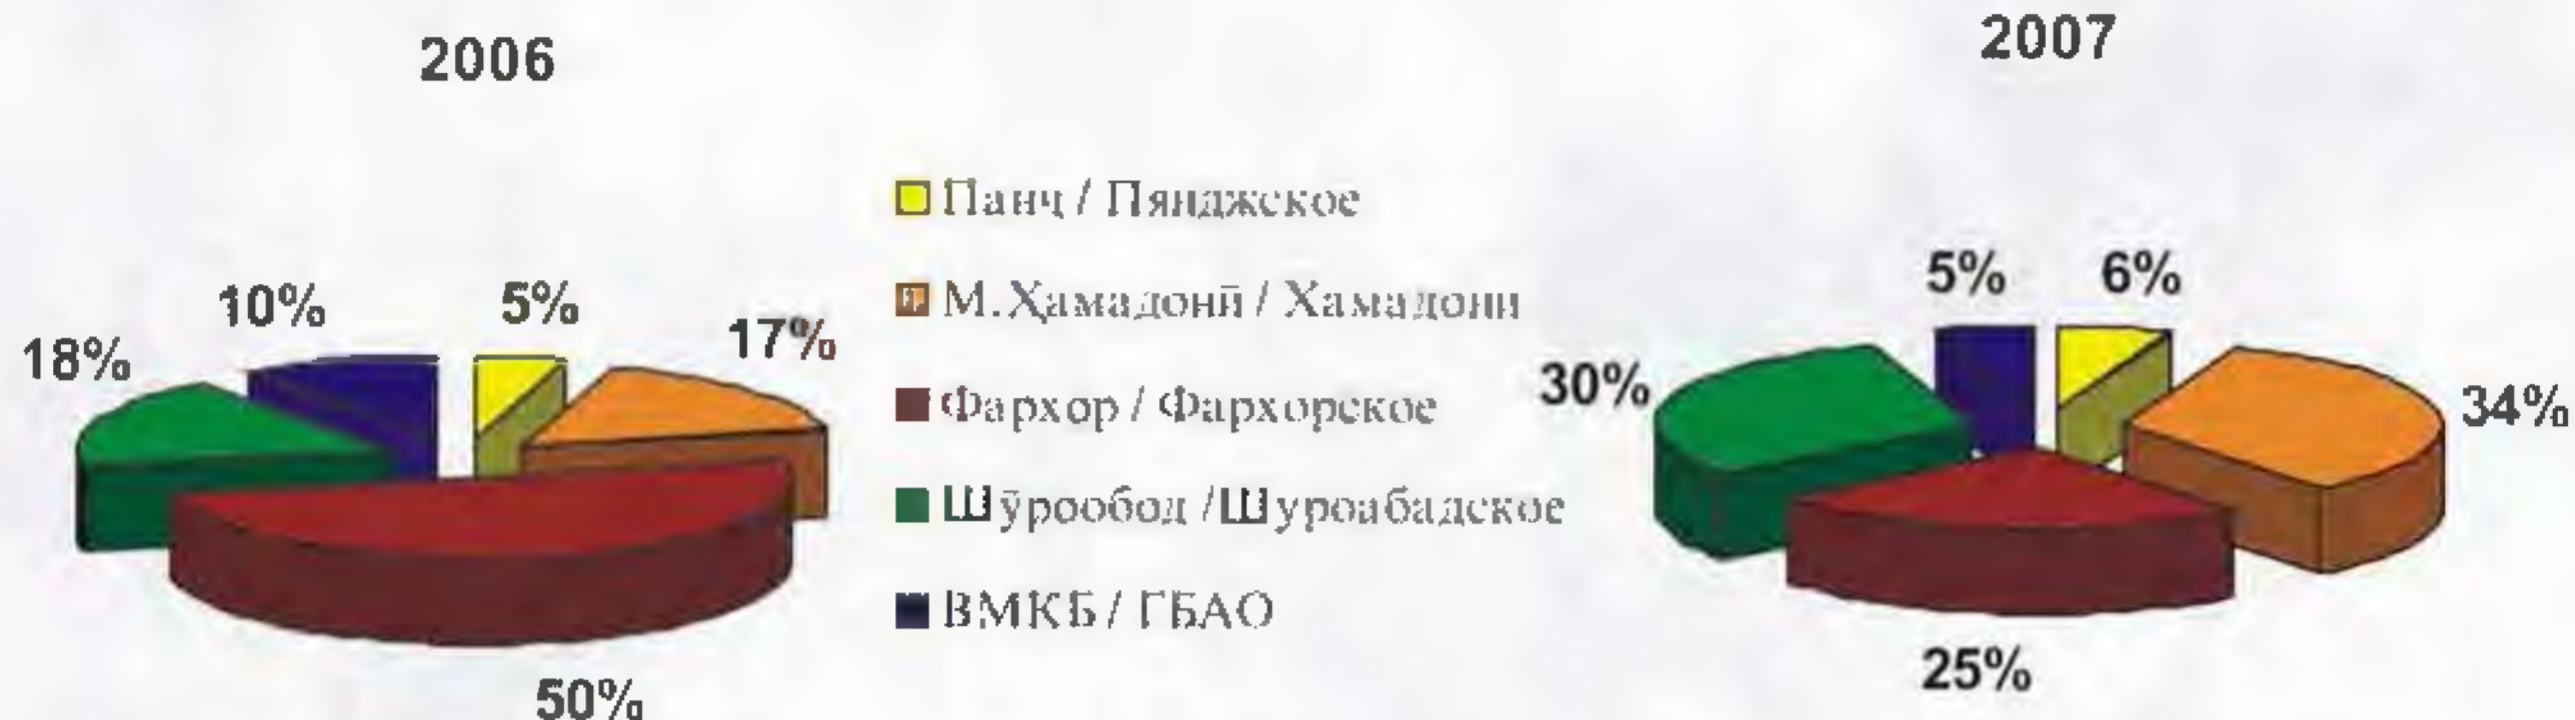 2006
18%
10%
5%
17%
50%
Панҷ / Пянджское
М.Ҳамадонӣ / Хамадони
Фархор / Фархорское
Шӯрообод /Шуроабадское
ВМКБ / ГБАО
2007
30%
5%
6%
34%
25%